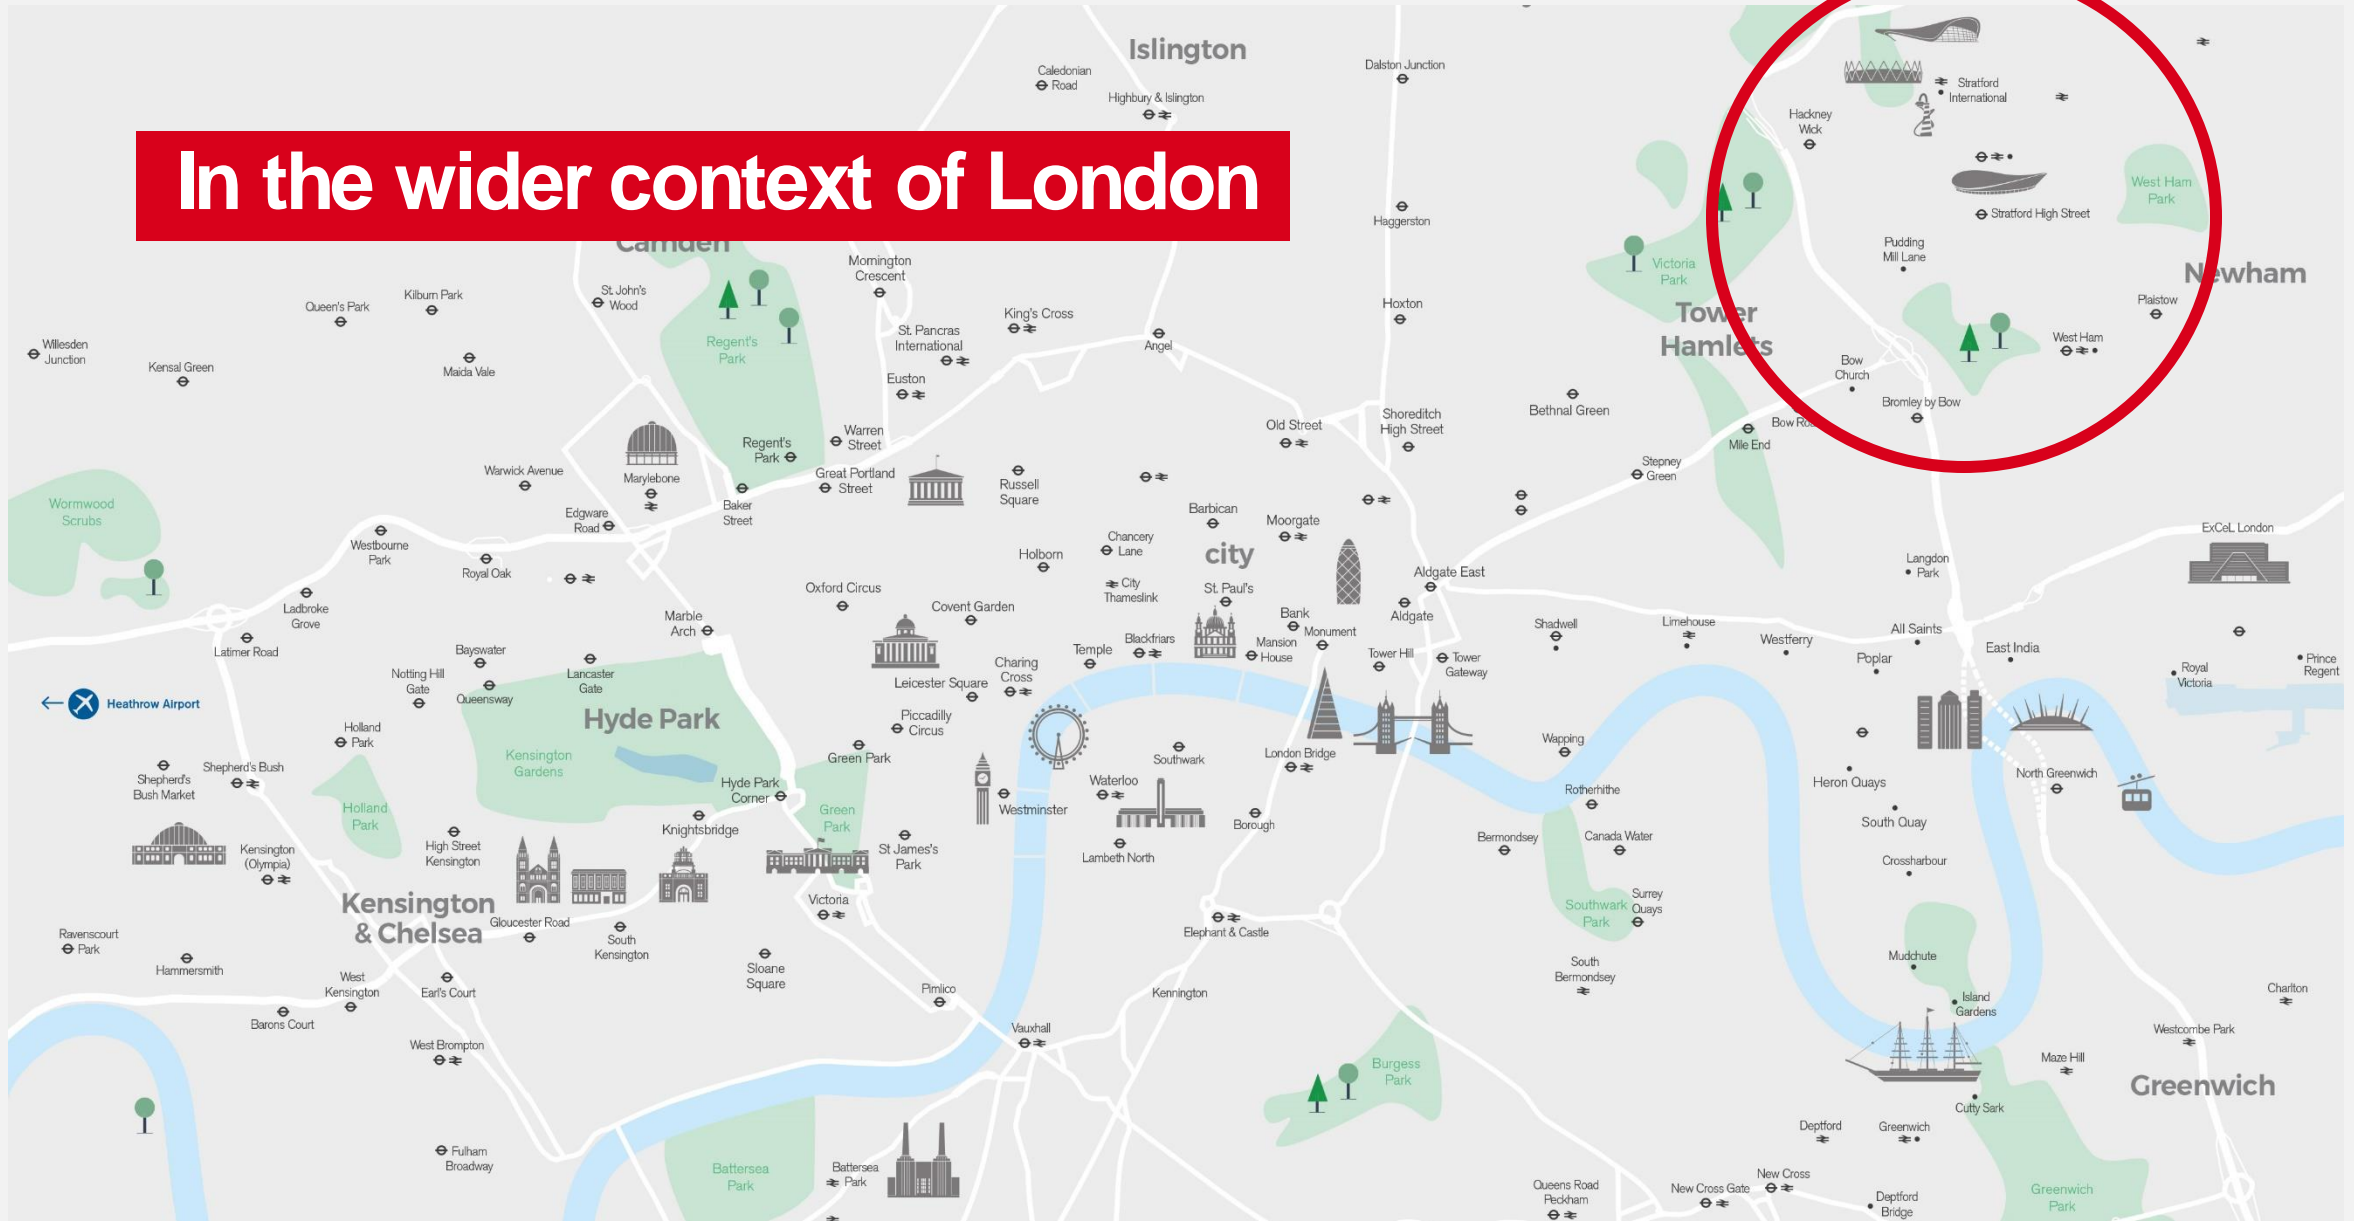 Islington
Caledonian
Road
Highbury & Islington
Dalston Junction
Stratford
International
Hackney
Wick
In the wider context of London
West Ham
Park
Stratford High Street
Haggerston
Camden
Mornington
Crescent
Pudding
Mill Lane
Victoria
Park
Newham
Queen's Park
Kilburn Park
St. John's
Wood
King's Cross
Hoxton
Tower
Hamlets
Plaistow
West Ham
Willesden
Junction
Kensal Green
Maida Vale
Regent's
Park
St. Pancras
International
Angel
Euston
Bow
Church
Bromley by Bow
Bethnal Green
Shoreditch
High Street
Old Street
Bow Roa
Mile End
Warren
Street
Regent's
Park
Great Portland
Street
Warwick Avenue
Marylebone
Russell
Square
Stepney
Green
Wormwood
Scrubs
Edgware
Road
Baker
Street
Barbican
Moorgate
ExCeL London
Westbourne
Park
Royal Oak
Holborn
Chancery
Lane
city
Langdon
Park
Aldgate East
City
Thameslink
St. Paul's
Oxford Circus
Covent Garden
Ladbroke
Grove
Marble
Arch
Bank
Aldgate
Monument
Mansion
House
Shadwell
Limehouse
Westferry
All Saints
East India
Poplar
Prince
Regent
Royal
Victoria
Latimer Road
Bayswater
Lancaster
Gate
Notting Hill
Gate
Queensway
Temple
Blackfriars
Charing
Cross
Leicester Square
Tower Hill
Tower
Gateway
Heathrow Airport
Hyde Park
Piccadilly
Circus
Holland
Park
Kensington
Gardens
Green Park
Southwark
London Bridge
Wapping
Shepherd's
Bush Market
Shepherd's Bush
Hyde Park
Corner
Waterloo
Westminster
Heron Quays
North Greenwich
Rotherhithe
Holland
Park
Green
Park
Knightsbridge
Borough
South Quay
Bermondsey
Canada Water
Kensington
(Olympia)
High Street
Kensington
St James's
Park
Lambeth North
Crossharbour
Kensington
& Chelsea
Gloucester Road
South
Kensington
Victoria
Elephant & Castle
Southwark
Park
Surrey
Quays
Ravenscourt
Park
Hammersmith
West
Kensington
Earl's Court
Sloane
Square
Pimlico
Kennington
South
Bermondsey
Mudchute
Island
Gardens
Charlton
Barons Court
West Brompton
Vauxhall
Westcombe Park
Maze Hill
Burgess
Park
Greenwich
Cutty Sark
Deptford
Greenwich
Fulham
Broadway
Battersea
Park
Battersea
Park
Queens Road
Peckham
New Cross Gate
New Cross
Deptford
Bridge
Greenwich
Park